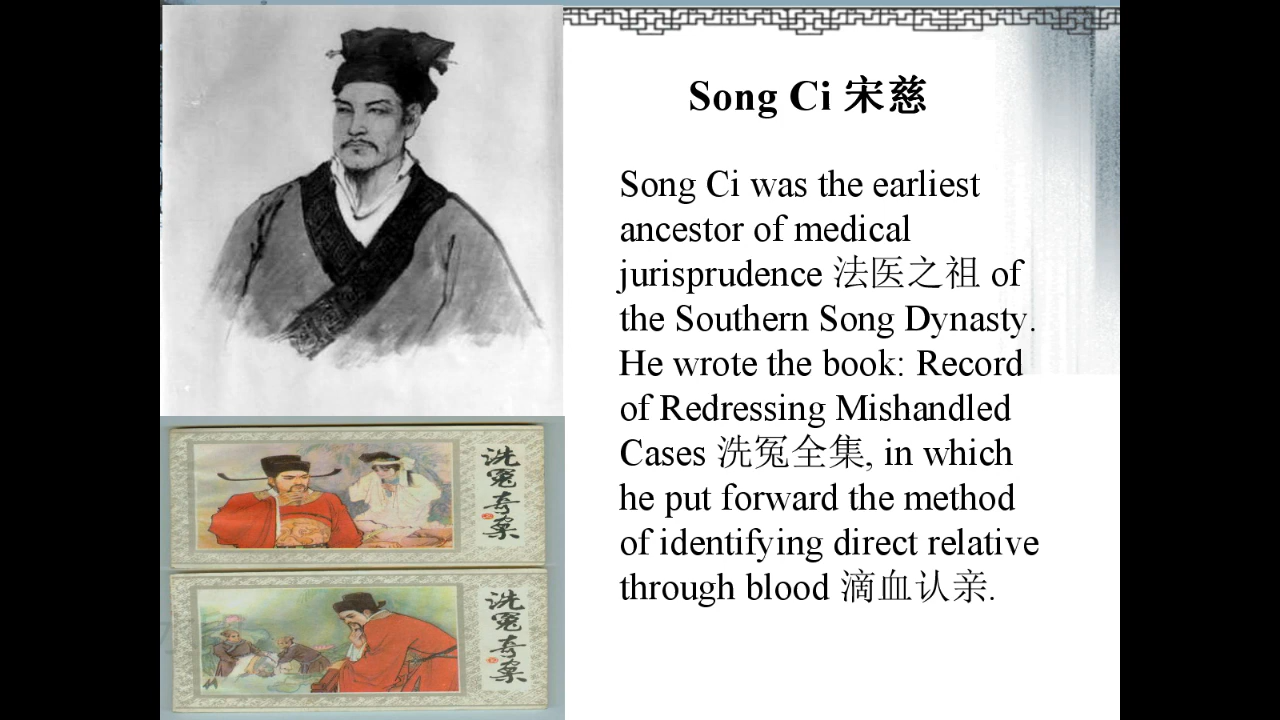 Song Ci 宋慈
Song Ci was the earliest
ancestor of medical
jurisprudence 法医之祖 of
the Southern Song Dynasty.
He wrote the book: Record
of Redressing Mishandled
Cases 洗冤全集, in which
he put forward the method
of identifying direct relative
through blood 滴血认亲.
洗冤奇案
洗冤奇案